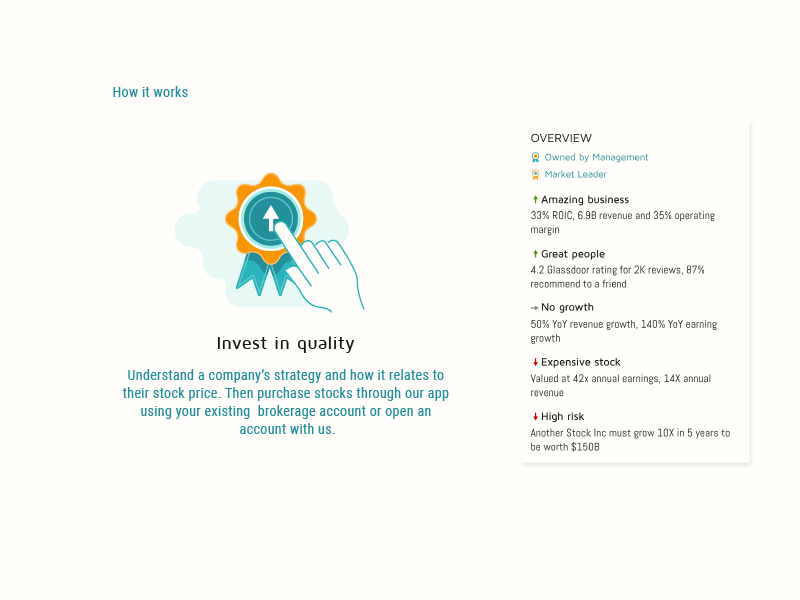 How it works
Invest in quality
Understand a company's strategy and how it relates to
their stock price. Then purchase stocks through our app
using your existing  brokerage account or open an
account with us.
OVERVIEW
Owned by Management
Market Leader
Amazing business
33% ROIC, 6.9B revenue and 35% operating
margin
Great people
4.2 Glassdoor rating for 2K reviews, 87%
recommend to a friend
No growth
50% YoY revenue growth, 140% YoY earning
growth
Expensive stock
Valued at 42x annual earnings, 14X annual
revenue
High risk
Another Stock Inc must grow 10X in 5 years to
be worth $150B